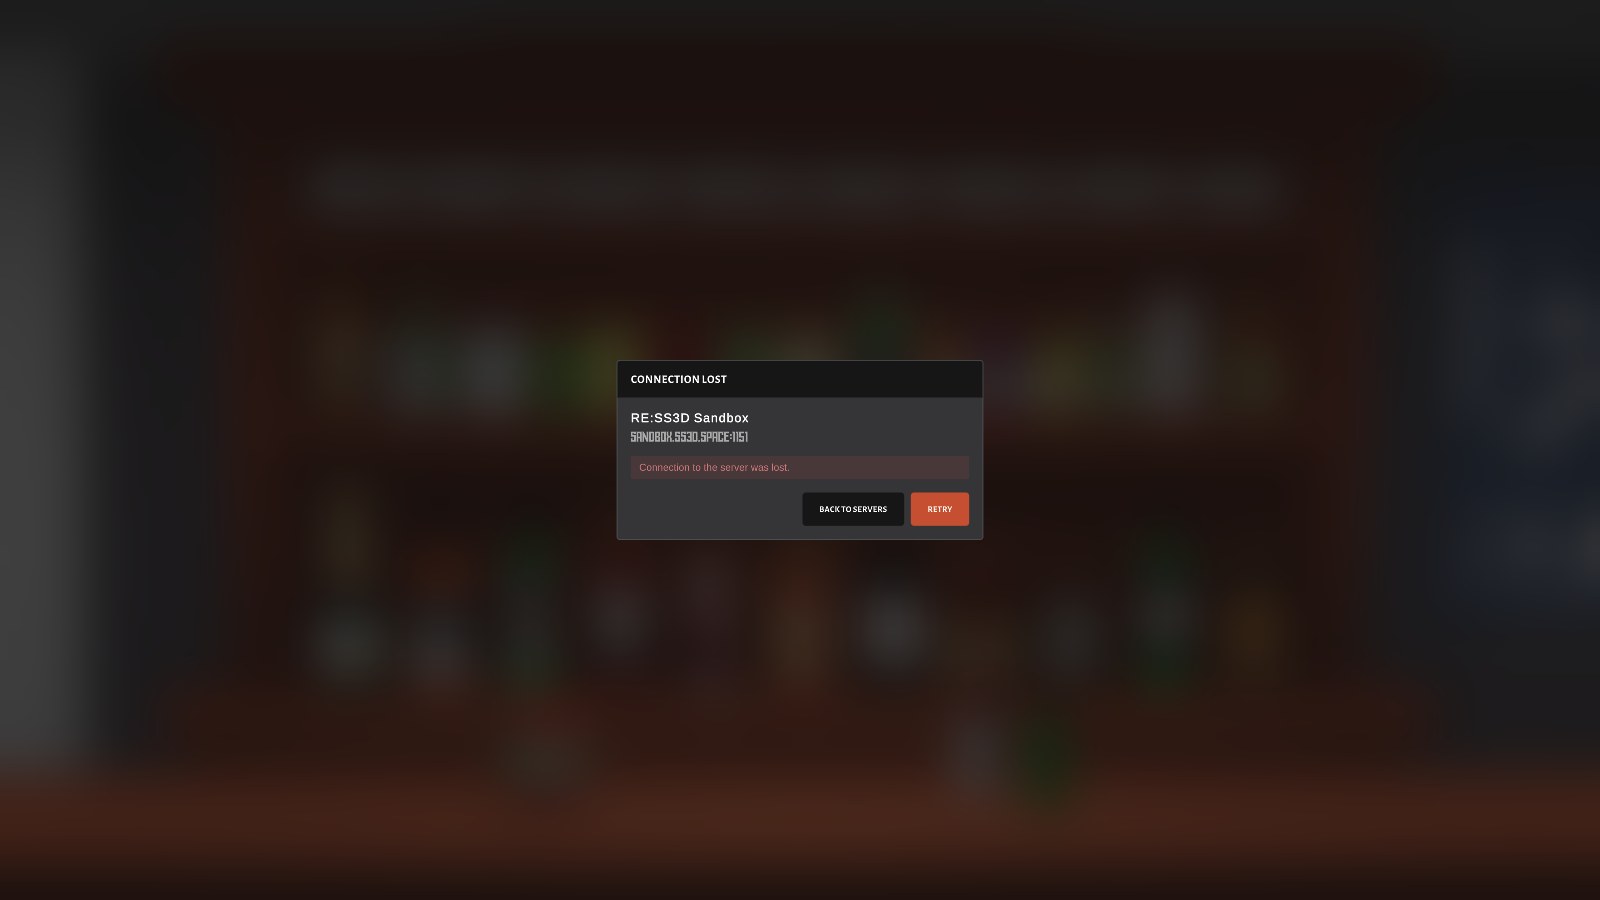 CONNECTION LOST
RE:SS3D Sandbox
SANDBOX.SS3D.SPACE:1151
Connection to the server was lost.
BACK TO SERVERS
RETRY